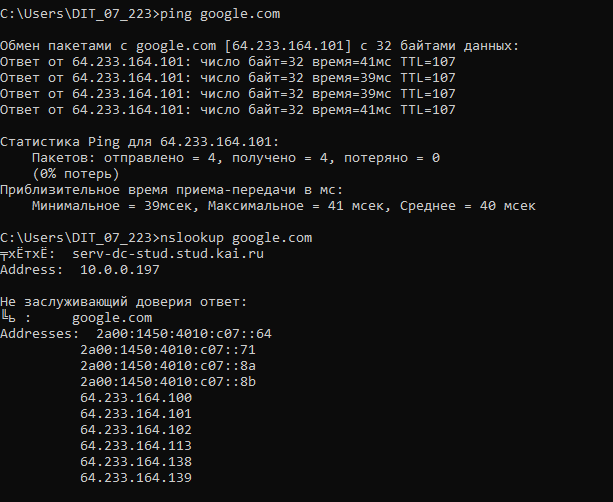 C:\Users\DIT_07_223>ping google.com
Обмен пакетами с google.com [64.233.164.101] с 32 байтами данных:
Ответ от 64.233.164.101: число байт=32 время=41мс TTL=107
Ответ от 64.233.164.101: число байт=32 время=39мс TTL=107
Ответ от 64.233.164.101: число байт=32 время=39мс TTL=107
Ответ от 64.233.164.101: число байт=32 время=41мс TTL=107
Статистика Ping для 64.233.164.101:
Пакетов: отправлено = 4, получено = 4, потеряно = 0
(0% потерь)
Приблизительное время приема-передачи в мс:
Минимальное = 39мсек, Максимальное = 41 мсек, Среднее = 40 мсек
C:\Users\DIT_07_223>nslookup google.com
╤хЁтхЁ: serv-dc-stud.stud.kai.ru
Address: 10.0.0.197
Не заслуживающий доверия ответ:
╚ь : google.com
Addresses: 2a00:1450:4010:c07::64
2a00:1450:4010:c07::71
2a00:1450:4010:c07::8a
2a00:1450:4010:c07::8b
64.233.164.100
64.233.164.101
64.233.164.102
64.233.164.113
64.233.164.138
64.233.164.139